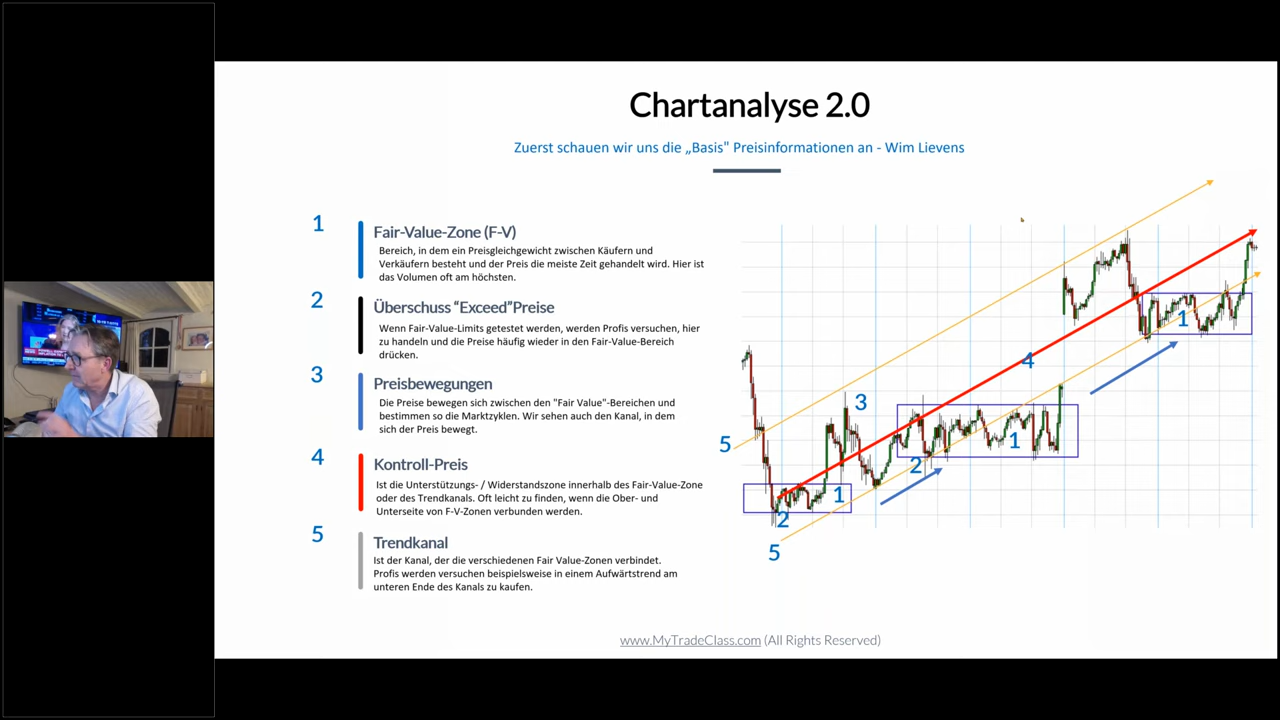 Chartanalyse 2.0
Zuerst schauen wir uns die „Basis" Preisinformationen an - Wim Lievens
1
Fair-Value-Zone (F-V)
Bereich, in dem ein Preisgleichgewicht zwischen Käufern und
Verkäufern besteht und der Preis die meiste Zeit gehandelt wird. Hier ist
das Volumen oft am höchsten.
2
Überschuss “Exceed”Preise
Wenn Fair-Value-Limits getestet werden, werden Profis versuchen, hier
zu handeln und die Preise häufig wieder in den Fair-Value-Bereich
drücken.
3
Preisbewegungen
Die Preise bewegen sich zwischen den "Fair Value"-Bereichen und
bestimmen so die Marktzyklen. Wir sehen auch den Kanal, in dem
sich der Preis bewegt.
4
Kontroll-Preis
Ist die Unterstützungs- / Widerstandszone innerhalb des Fair-Value-Zone
oder des Trendkanals. Oft leicht zu finden, wenn die Ober- und
Unterseite von F-V-Zonen verbunden werden.
5
Trendkanal
Ist der Kanal, der die verschiedenen Fair Value-Zonen verbindet.
Profis werden versuchen beispielsweise in einem Aufwärtstrend am
unteren Ende des Kanals zu kaufen.
1
4
3
5
1
2
1
2
5
www.MyTradeClass.com (All Rights Reserved)